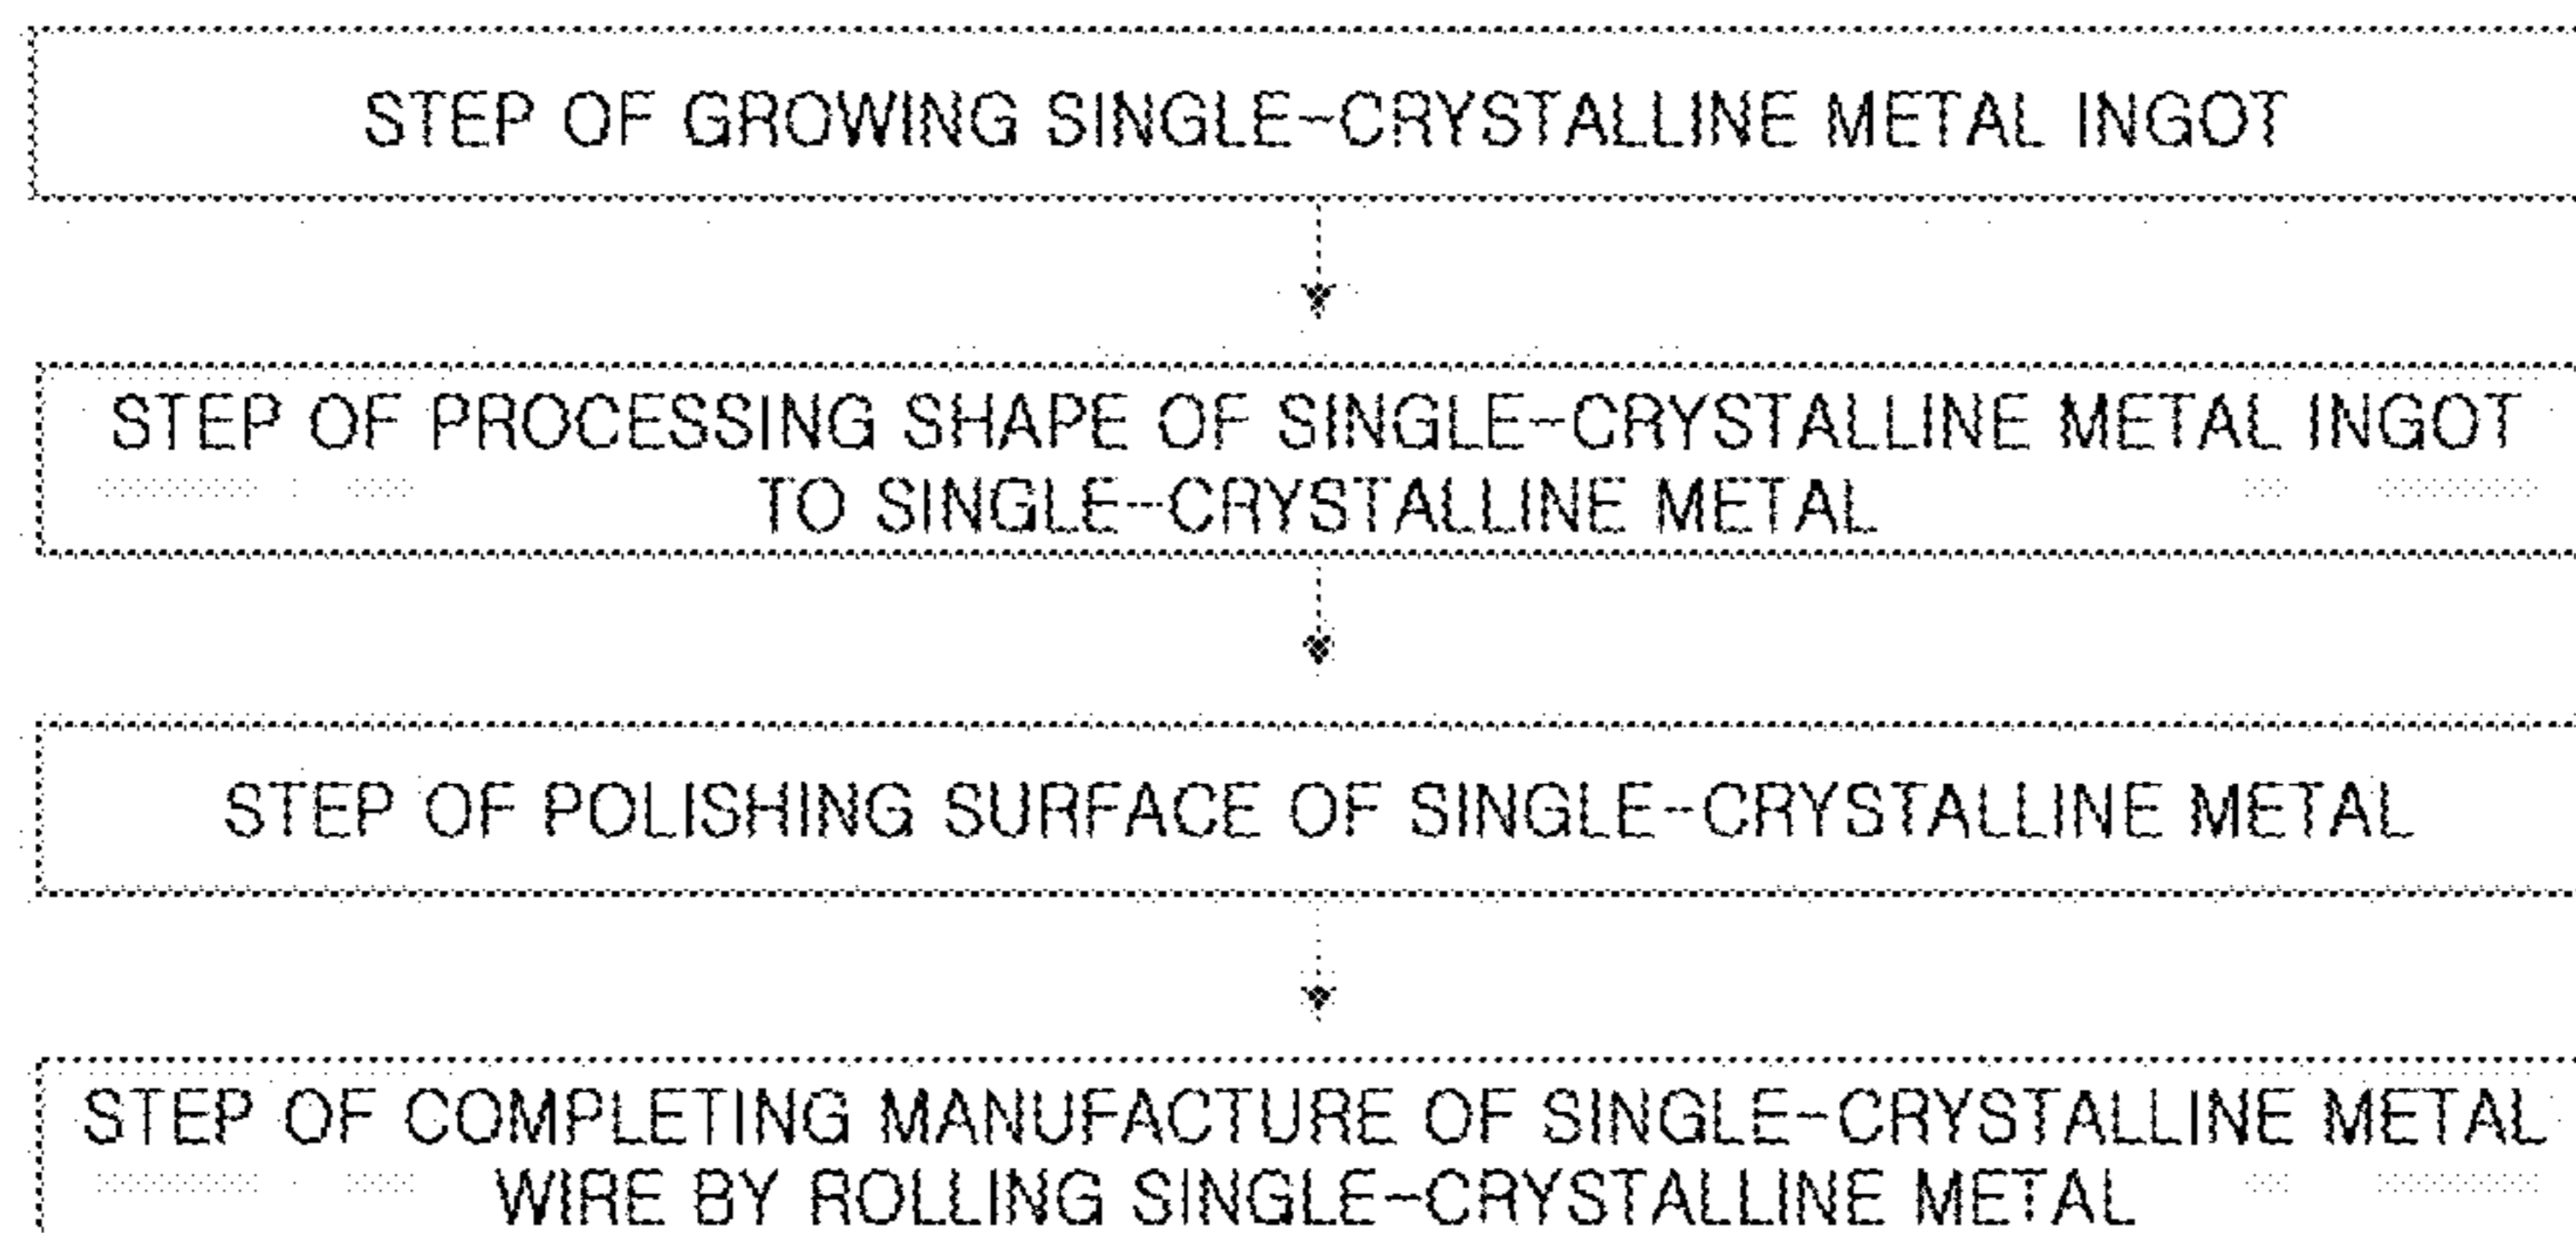 STEP OF GROWING SINGLE-CRYSTALLINE METAL INGOT
STEP OF PROCESSING SHAPE OF SINGLE-CRYSTALLINE METAL INGOT
TO SINGLE-CRYSTALLINE METAL
STEP OF POLISHING SURFACE OF SINGLE-CRYSTALLINE METAL
STEP OF COMPLETING MANUFACTURE OF SINGLE-CRYSTALLINE METAL
WIRE BY ROLLING SINGLE-CRYSTALLINE METAL